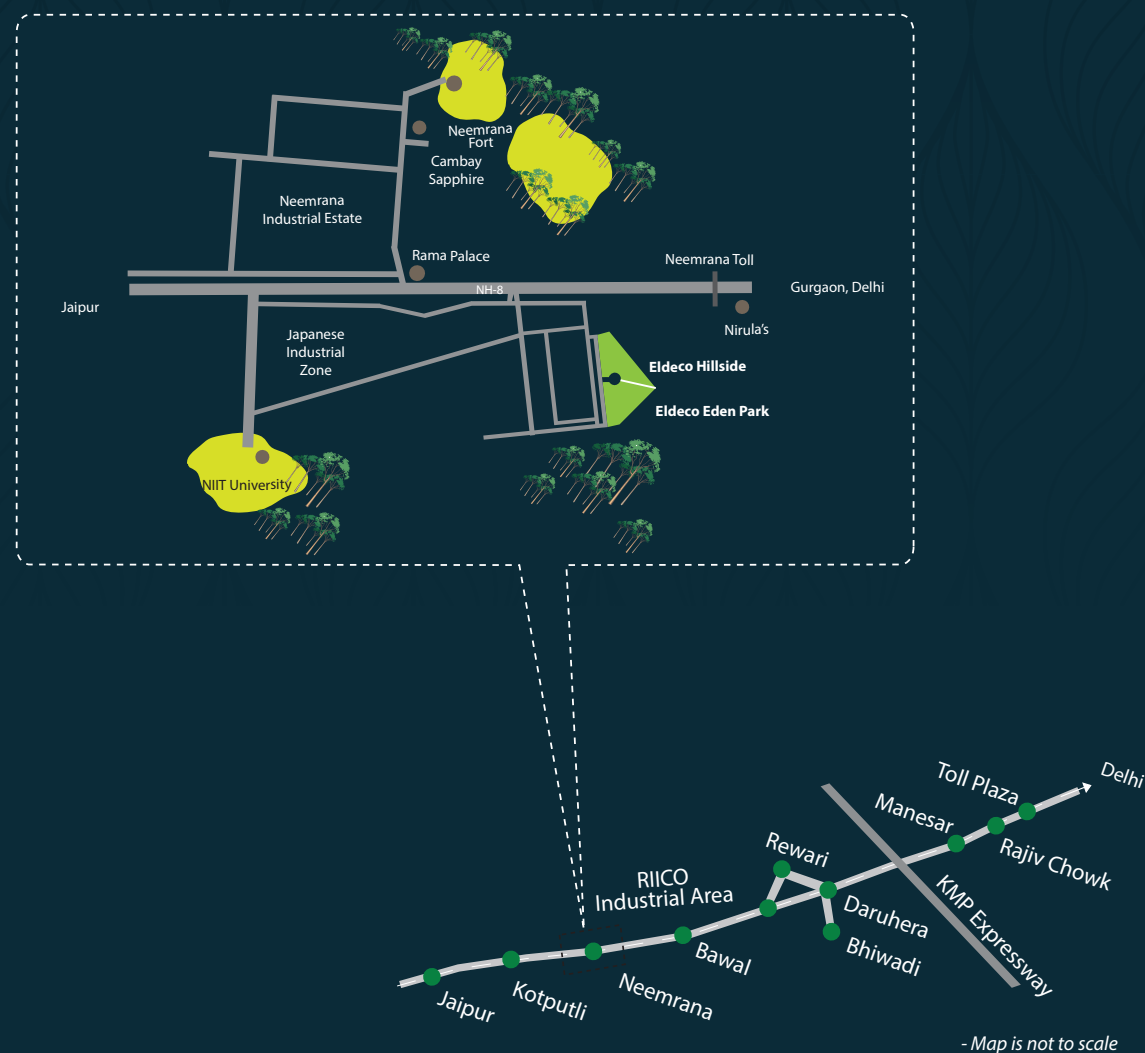 Neemrana
Fort
Cambay
Sapphire
Neemrana
Industrial Estate
Rama Palace
Neemrana Toll
NH-8
Gurgaon, Delhi
Jaipur
Nirula's
Japanese
Industrial
Zone
Eldeco Hillside
Eldeco Eden Park
NIIT University
Delhi
Toll Plaza
Manesar
Rajiv Chowk
Rewari
KMP Expressway
RIICO
Industrial Area
Daruhera
Bhiwadi
Bawal
Neemrana
Kotputli
Jaipur
- Map is not to scale